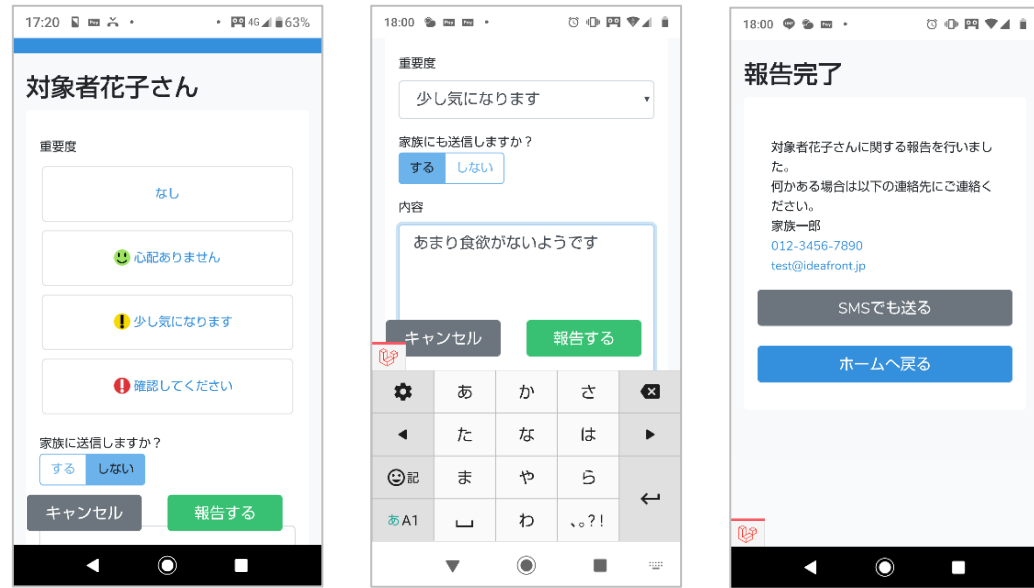 17:20
4G 63%
対象者花子さん
重要度
なし
心配ありません
少し気になります
確認してください
家族に送信しますか？
する しない
キャンセル 報告する
18:00
重要度
少し気になります
家族にも送信しますか？
する しない
内容
あまり食欲がないようです
キャンセル 報告する
あ か さ
た な は
記 ま や ら
あA1 わ 、。?!
18:00
報告完了
対象者花子さんに関する報告を行いまし
た。
何かある場合は以下の連絡先にご連絡く
ださい。
家族一郎
012-3456-7890
test@ideafront.jp
SMSでも送る
ホームへ戻る